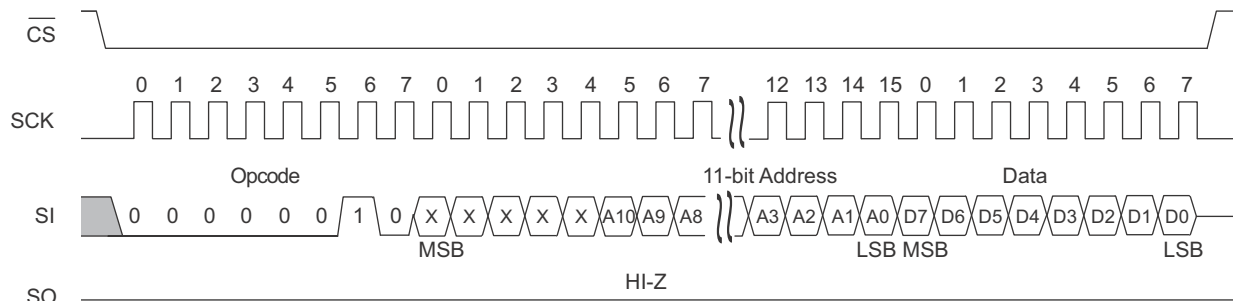 CS
0 1 2 3 4 5 6 7 0 1 2 3 4 5 6 7 12 13 14 15 0 1 2 3 4 5 6 7
SCK
Opcode 11-bit Address Data
SI 0 0 0 0 0 0 1 0 X X X X X A10 A9 A8 A3 A2 A1 A0 D7 D6 D5 D4 D3 D2 D1 D0
MSB LSB MSB LSB
HI-Z
SO